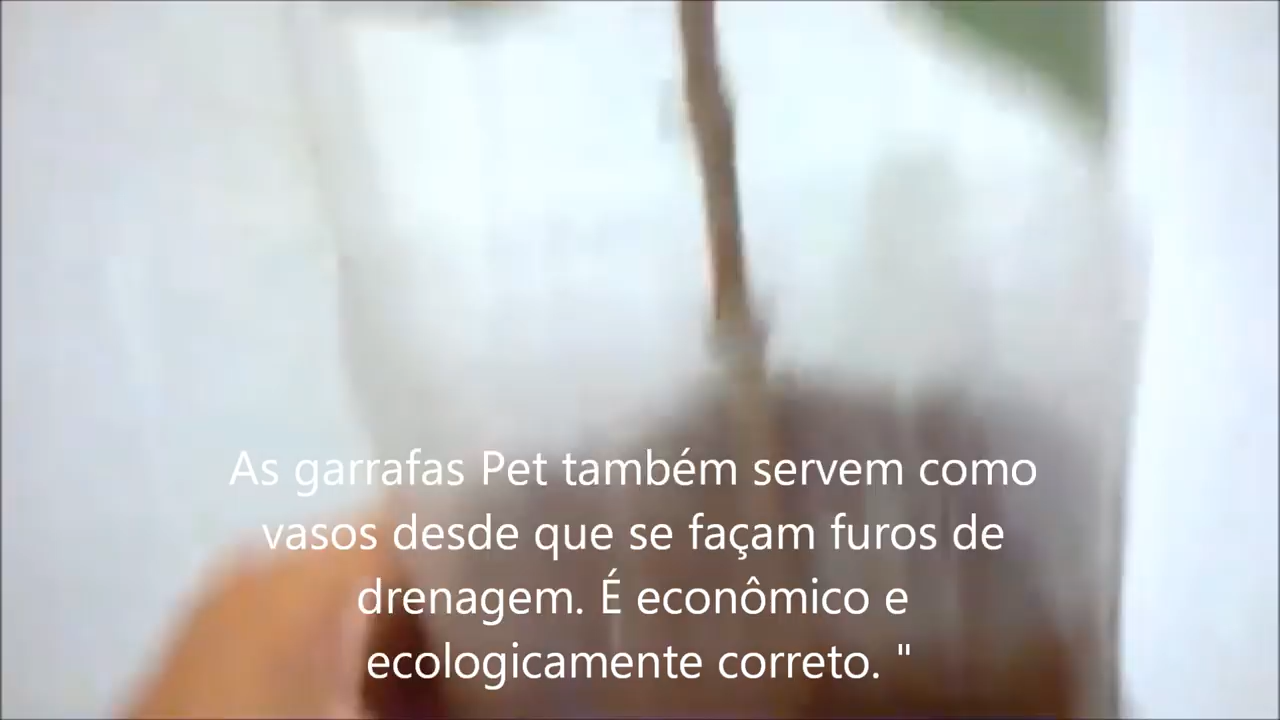 As garrafas Pet também servem como
vasos desde que se façam furos de
drenagem. É econômico e
ecologicamente correto. "